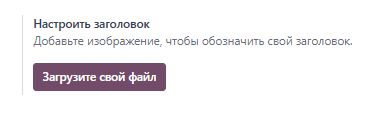 Настроить заголовок
Добавьте изображение, чтобы обозначить свой заголовок.
Загрузите свой файл